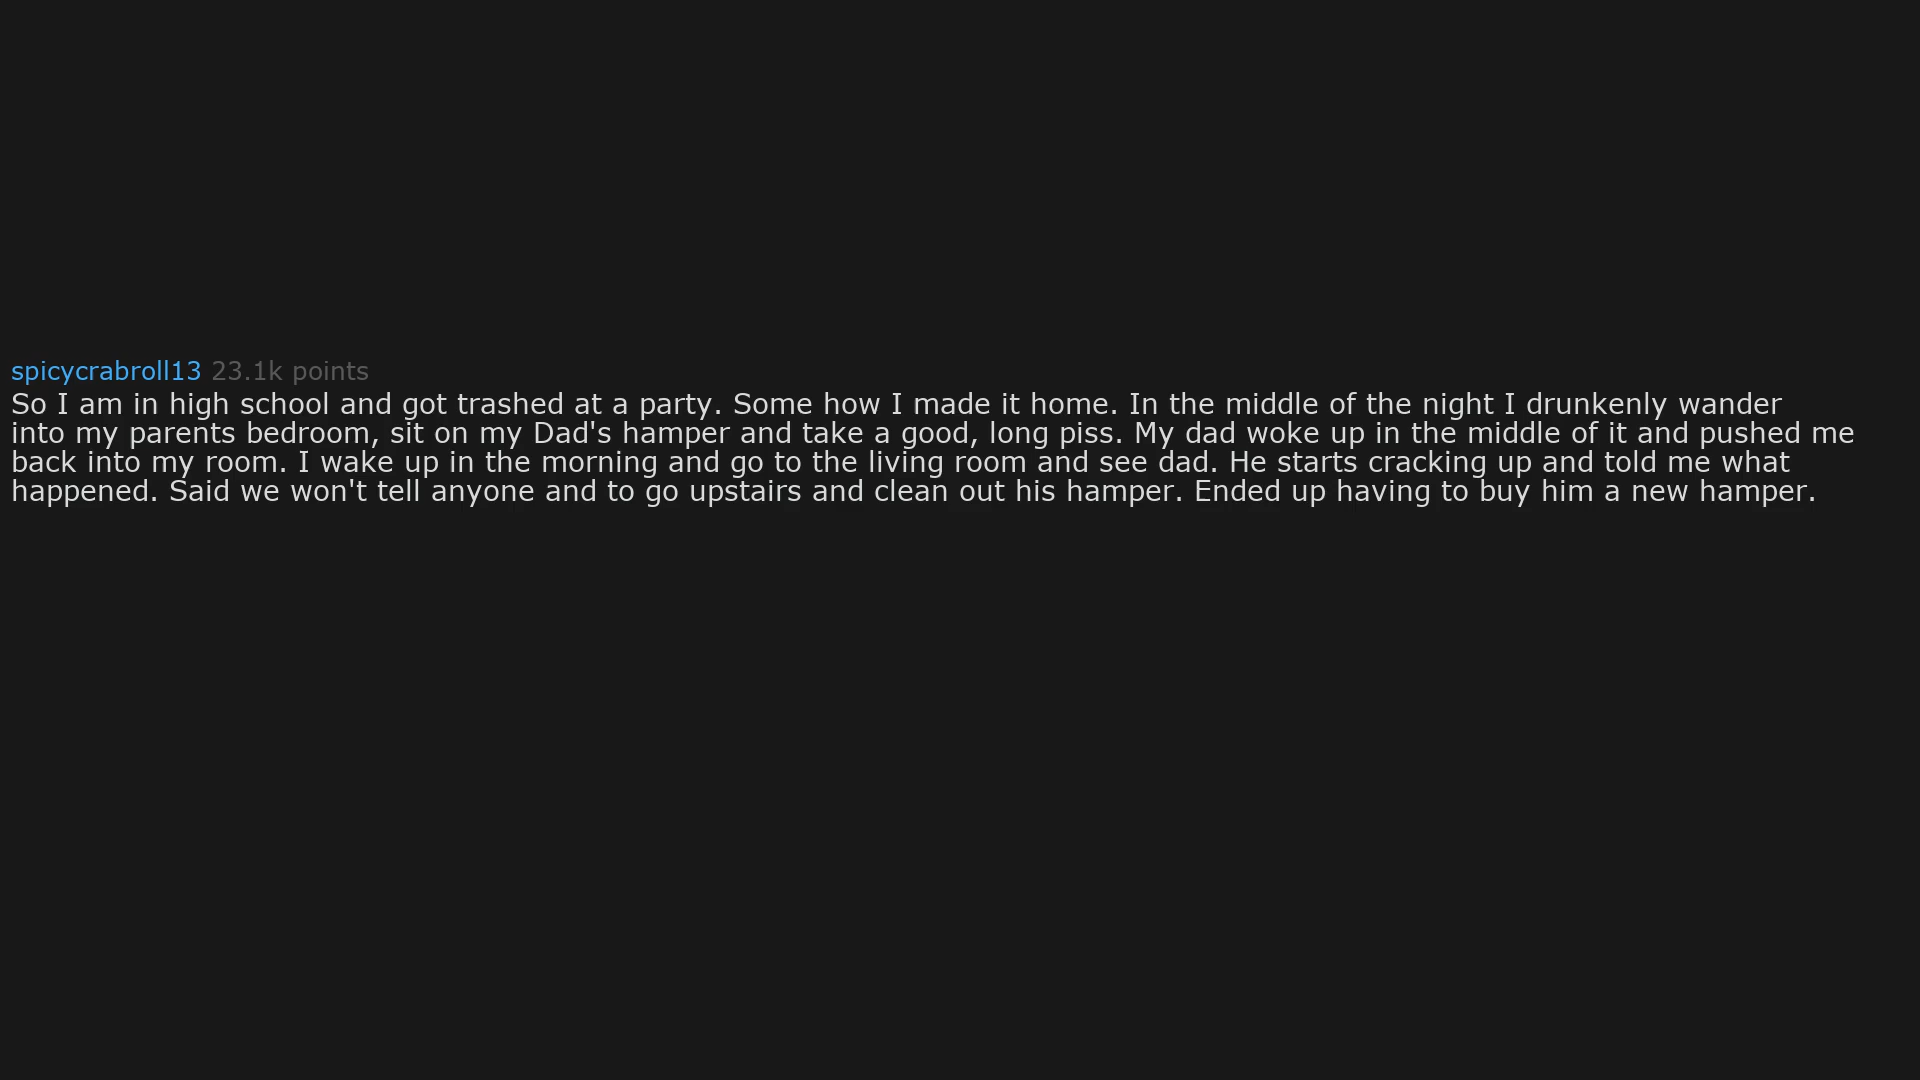 spicycrabroll13 23.1k points
So I am in high school and got trashed at a party. Some how I made it home. In the middle of the night I drunkenly wander
into my parents bedroom, sit on my Dad's hamper and take a good, long piss. My dad woke up in the middle of it and pushed me
back into my room. I wake up in the morning and go to the living room and see dad. He starts cracking up and told me what
happened. Said we won't tell anyone and to go upstairs and clean out his hamper. Ended up having to buy him a new hamper.